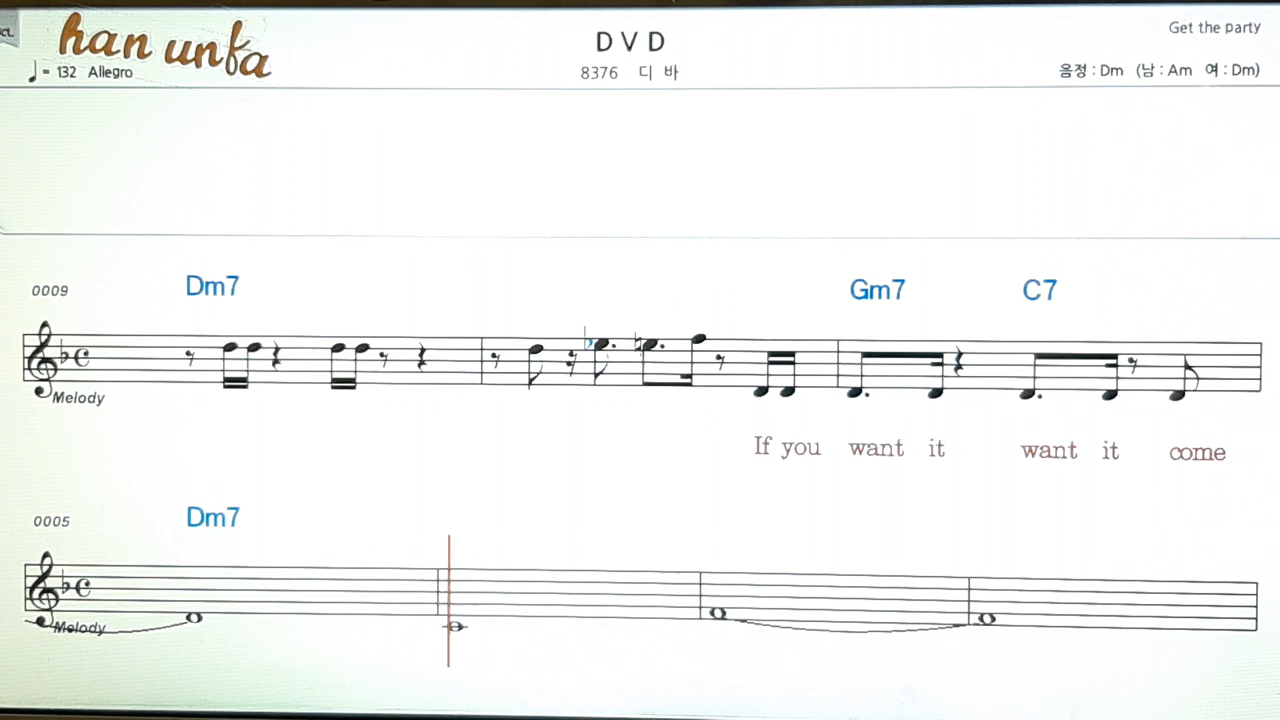 ct.
han unfa
D V D
Get the party
♩ = 132 Allegro
8376 디 바
음정 : Dm (남 : Am 여 : Dm)
0009
Dm7
Gm7
C7
Melody
If you want it want it come
0005
Dm7
Melody